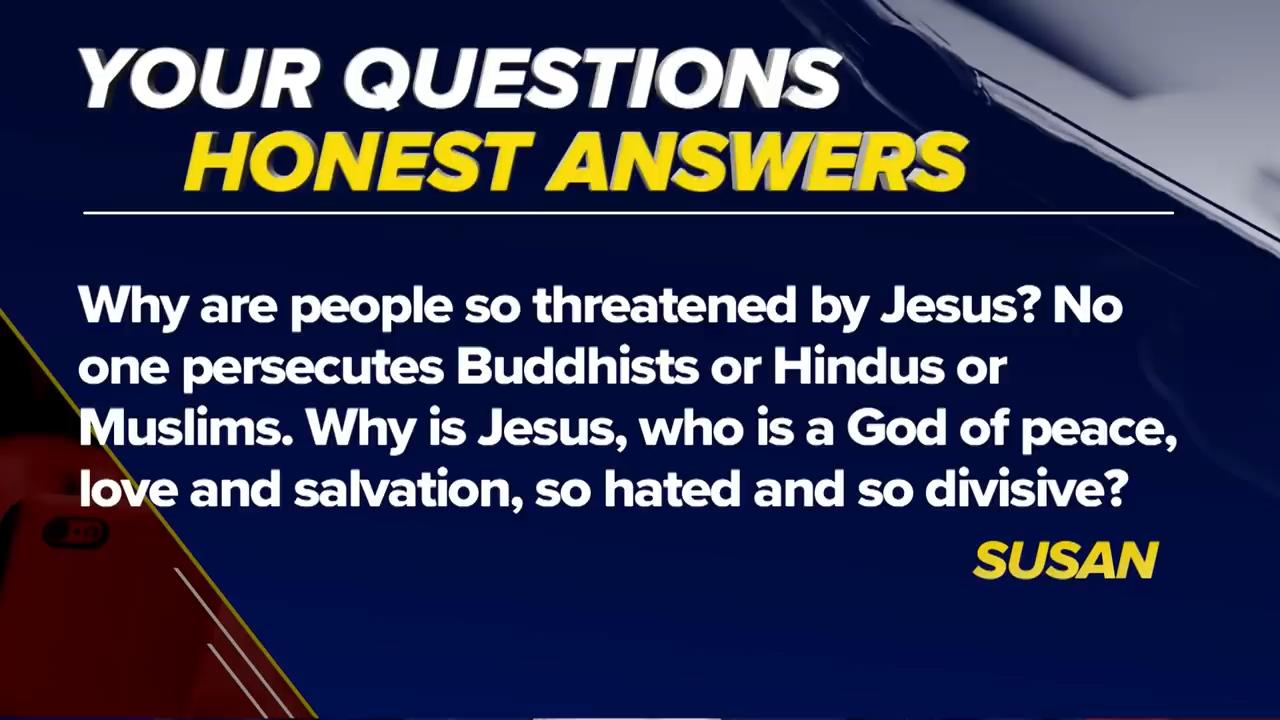 YOUR QUESTIONS
HONEST ANSWERS
Why are people so threatened by Jesus? No
one persecutes Buddhists or Hindus or
Muslims. Why is Jesus, who is a God of peace,
love and salvation, so hated and so divisive?
SUSAN